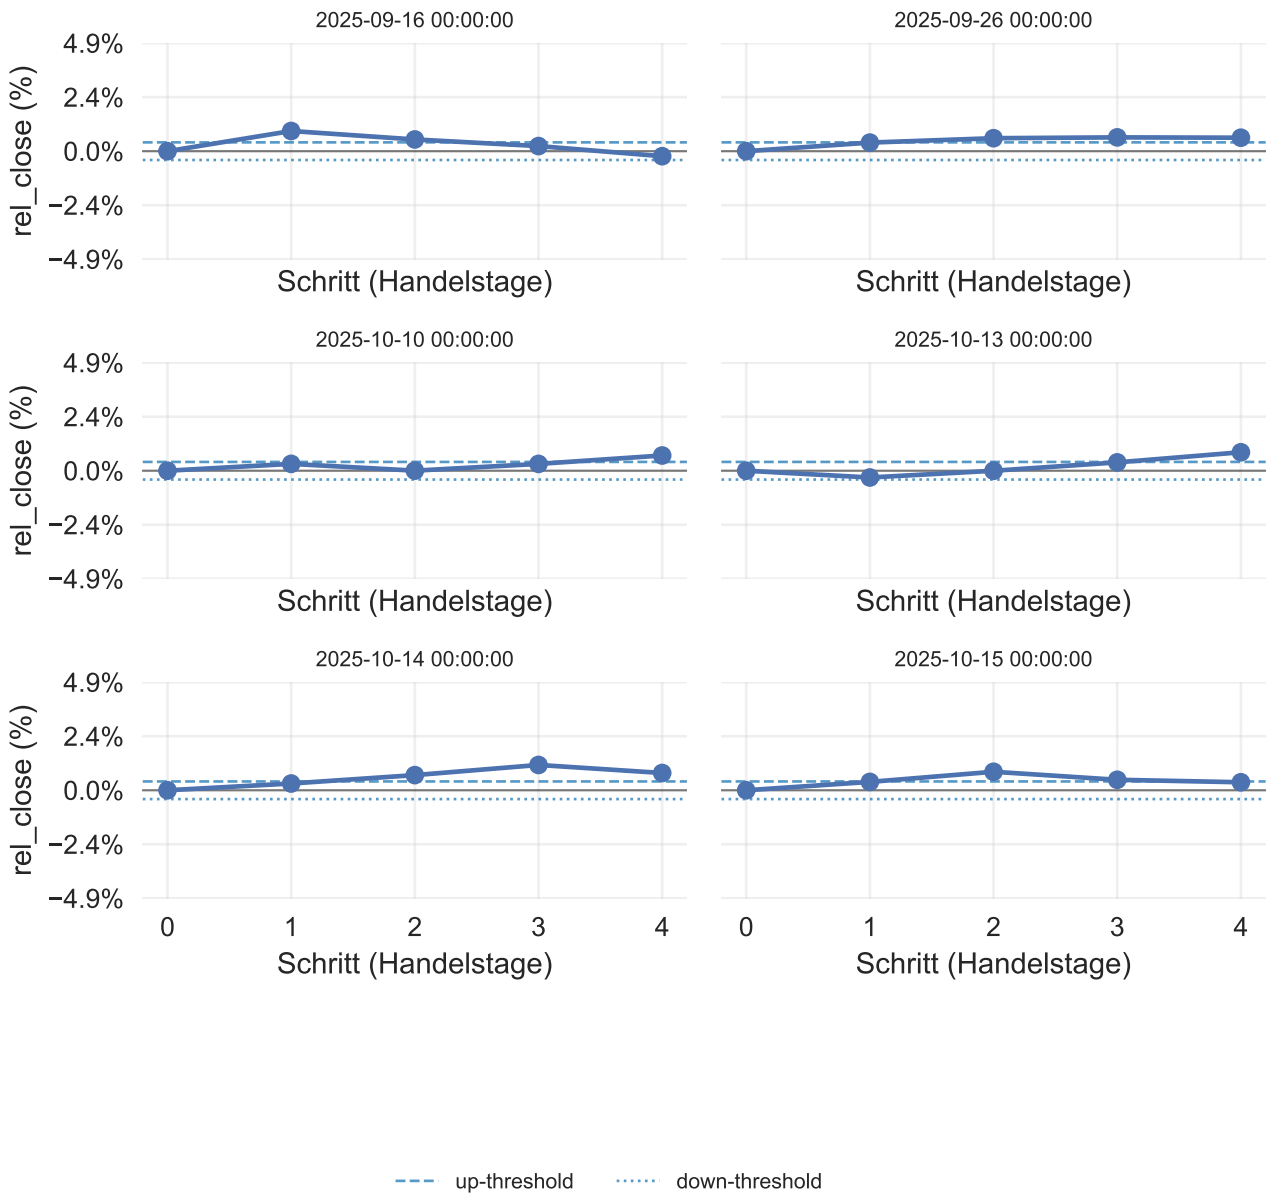 2025-09-16 00:00:00
2025-09-26 00:00:00
4.9%
2.4%
0.0%
−2.4%
−4.9%
rel_close (%)
Schritt (Handelstage)
Schritt (Handelstage)
2025-10-10 00:00:00
2025-10-13 00:00:00
4.9%
2.4%
0.0%
−2.4%
−4.9%
rel_close (%)
Schritt (Handelstage)
Schritt (Handelstage)
2025-10-14 00:00:00
2025-10-15 00:00:00
4.9%
2.4%
0.0%
−2.4%
−4.9%
rel_close (%)
0 1 2 3 4
0 1 2 3 4
Schritt (Handelstage)
Schritt (Handelstage)
up-threshold down-threshold